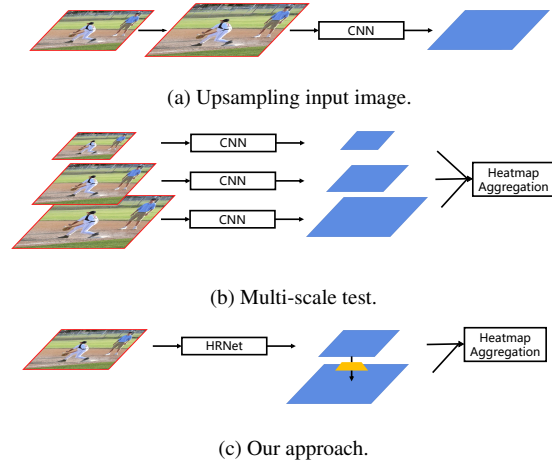 CNN
(a) Upsampling input image.
CNN
CNN
CNN
Heatmap
Aggregation
(b) Multi-scale test.
HRNet
Heatmap
Aggregation
(c) Our approach.